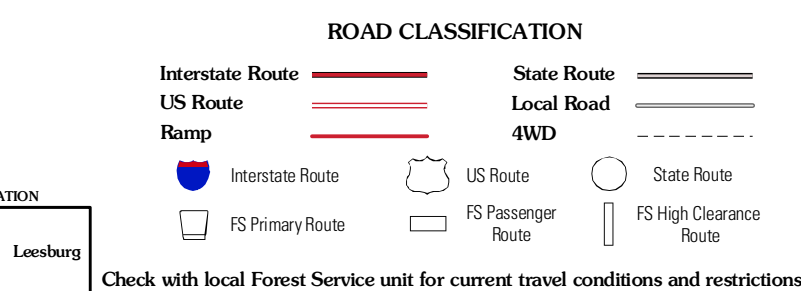 ROAD CLASSIFICATION
Interstate Route
State Route
US Route
Local Road
Ramp
4WD
Interstate Route
US Route
State Route
FS Primary Route
FS Passenger
Route
FS High Clearance
Route
ATION
Leesburg
Check with local Forest Service unit for current travel conditions and restrictions